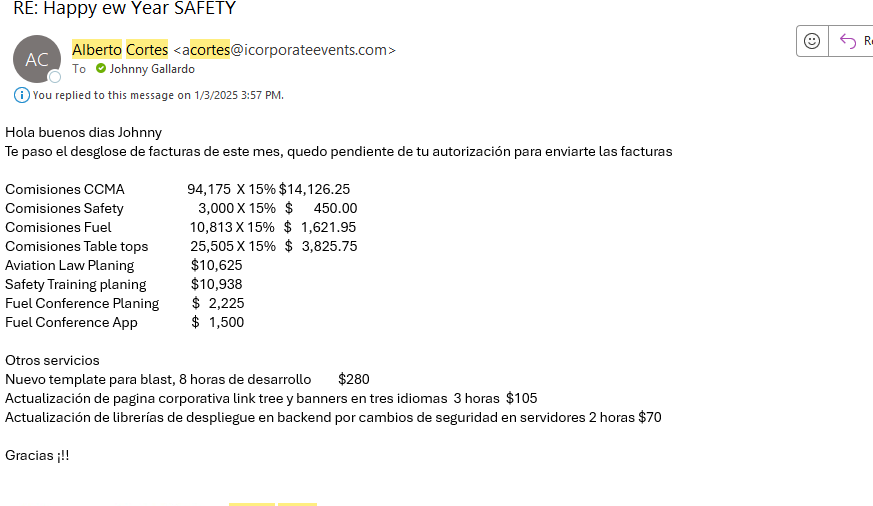 RE: Happy ew Year SAFETY
AC
Alberto Cortes <acortes@icorporateevents.com>
To Johnny Gallardo
You replied to this message on 1/3/2025 3:57 PM.
Hola buenos dias Johnny
Te paso el desglose de facturas de este mes, quedo pendiente de tu autorización para enviarte las facturas
Comisiones CCMA 94,175 X 15% $14,126.25
Comisiones Safety 3,000 X 15% $ 450.00
Comisiones Fuel 10,813 X 15% $ 1,621.95
Comisiones Table tops 25,505 X 15% $ 3,825.75
Aviation Law Planing $10,625
Safety Training planing $10,938
Fuel Conference Planing $ 2,225
Fuel Conference App $ 1,500
Otros servicios
Nuevo template para blast, 8 horas de desarrollo $280
Actualización de pagina corporativa link tree y banners en tres idiomas 3 horas $105
Actualización de librerías de despliegue en backend por cambios de seguridad en servidores 2 horas $70
Gracias ¡!!